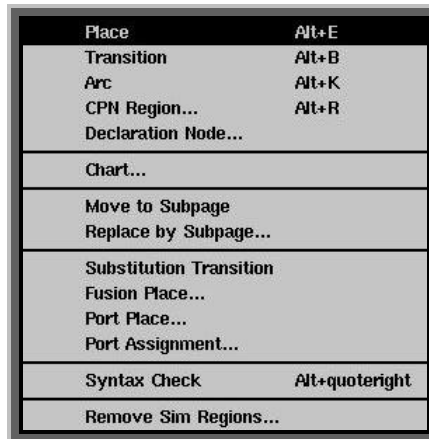 Place Alt+E
Transition Alt+B
Arc Alt+K
CPN Region... Alt+R
Declaration Node...
Chart...
Move to Subpage
Replace by Subpage...
Substitution Transition
Fusion Place...
Port Place...
Port Assignment...
Syntax Check Alt+quoteright
Remove Sim Regions...